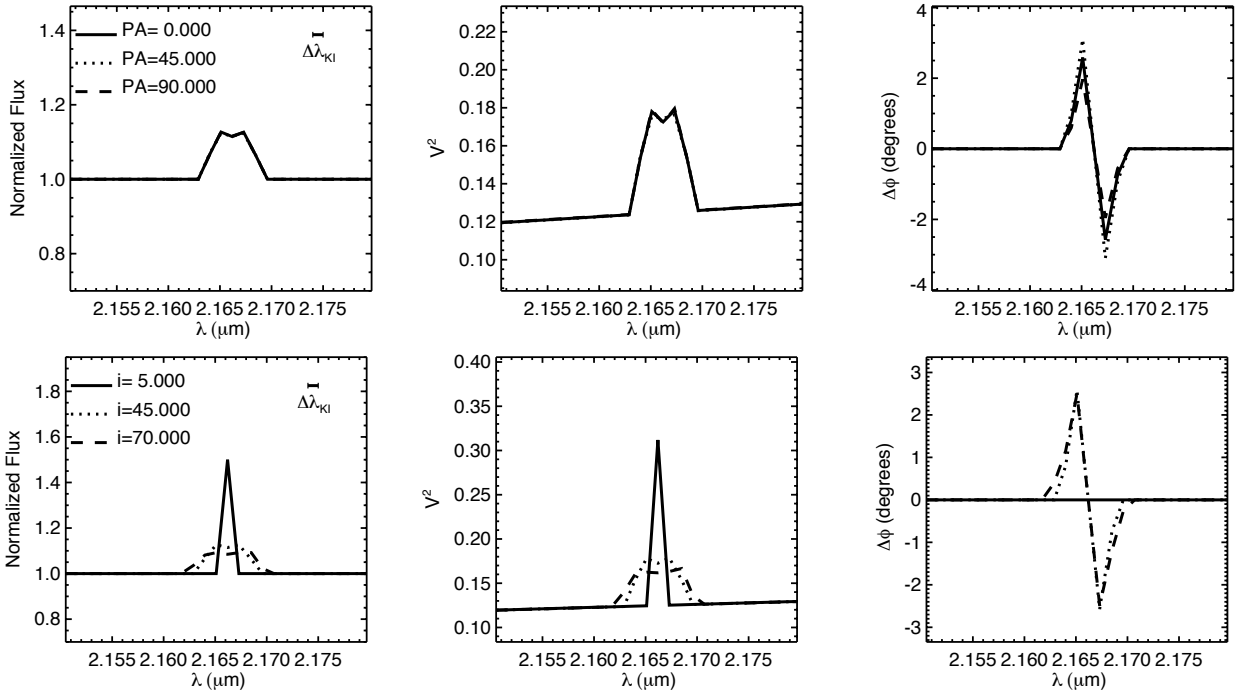 1.4
1.2
1.0
0.8
Normalized Flux
PA= 0.000
PA=45.000
PA=90.000
Δλ_KI
2.155 2.160 2.165 2.170 2.175
λ (μm)
0.22
0.20
0.18
0.16
0.14
0.12
0.10
V²
2.155 2.160 2.165 2.170 2.175
λ (μm)
4
2
0
-2
-4
Δϕ (degrees)
2.155 2.160 2.165 2.170 2.175
λ (μm)
1.8
1.6
1.4
1.2
1.0
0.8
Normalized Flux
i= 5.000
i=45.000
i=70.000
Δλ_KI
2.155 2.160 2.165 2.170 2.175
λ (μm)
0.40
0.35
0.30
0.25
0.20
0.15
0.10
V²
2.155 2.160 2.165 2.170 2.175
λ (μm)
3
2
1
0
-1
-2
-3
Δϕ (degrees)
2.155 2.160 2.165 2.170 2.175
λ (μm)